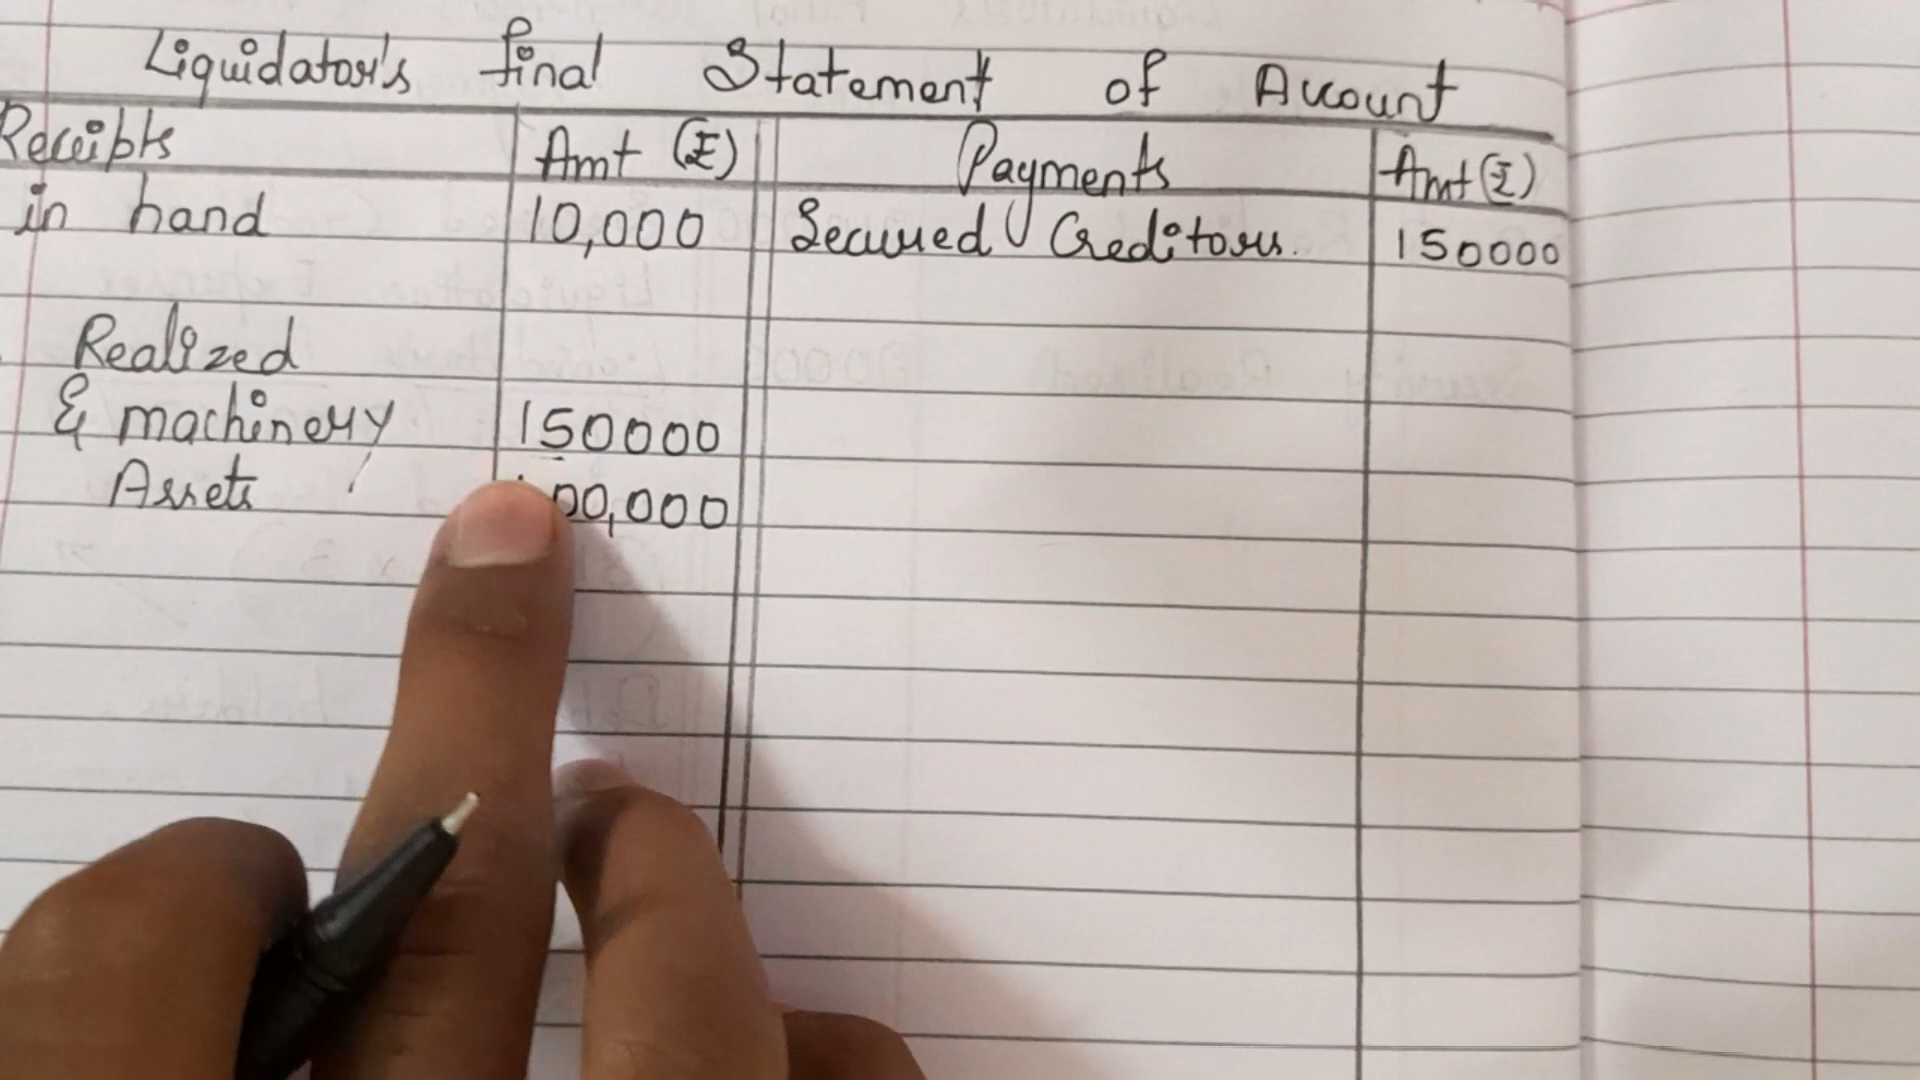 Liquidator's final Statement of Account
Receipts Amt (₹) Payments Amt (₹)
in hand 10,000 Secured Creditors. 150000
Realized
& machinery 150000
Assets 00,000